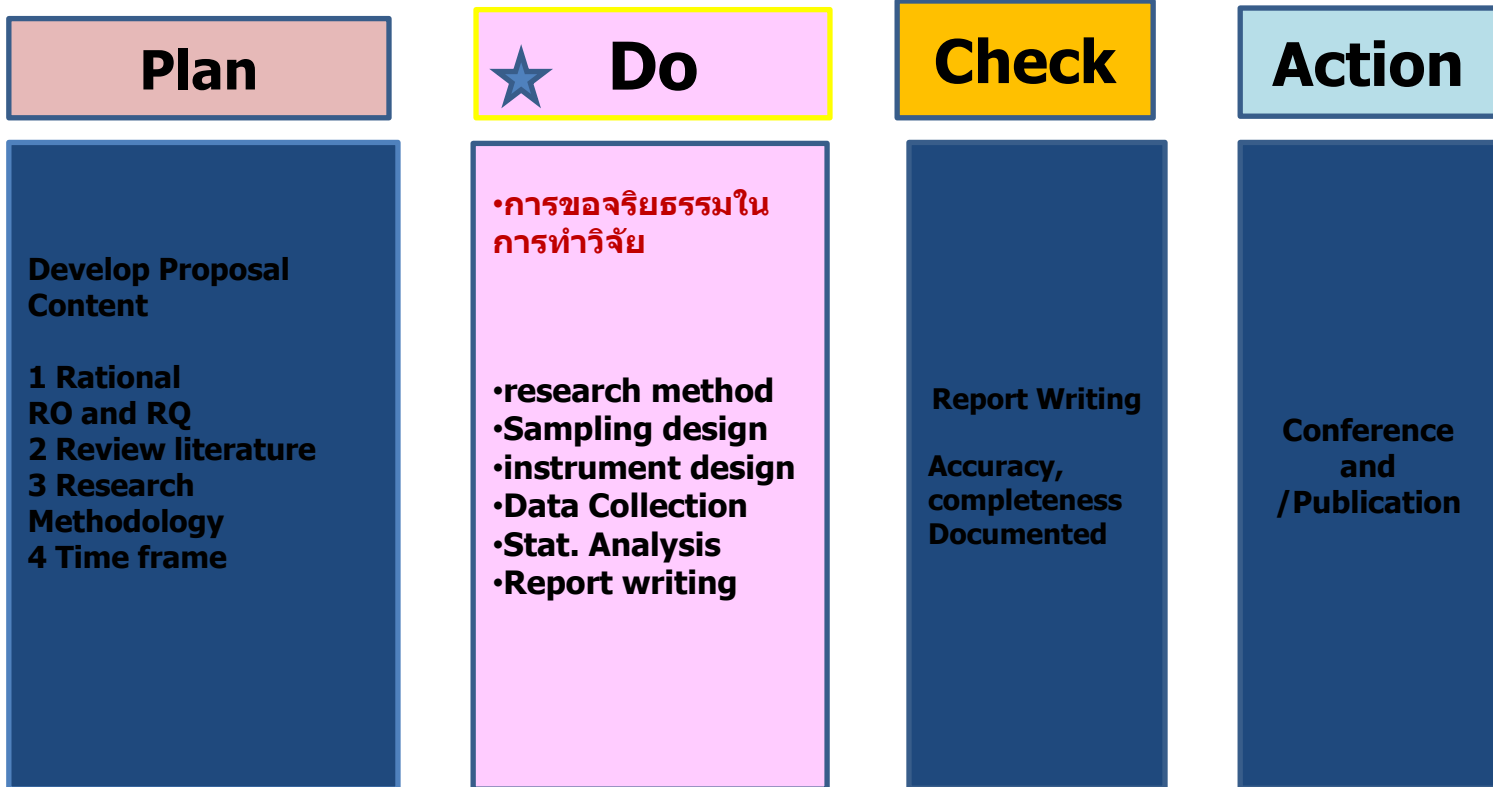 Plan
Develop Proposal
Content
1 Rational
RO and RQ
2 Review literature
3 Research
Methodology
4 Time frame
Do
•การขอจริยธรรมใน
การทำวิจัย
•research method
•Sampling design
•instrument design
•Data Collection
•Stat. Analysis
•Report writing
Check
Report Writing
Accuracy,
completeness
Documented
Action
Conference
and
/Publication